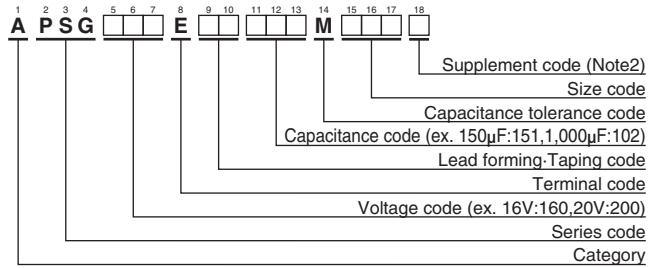 1 2 3 4 5 6 7 8 9 10 11 12 13 14 15 16 17 18
A P S G E M
Supplement code (Note2)
Size code
Capacitance tolerance code
Capacitance code (ex. 150μF:151,1,000μF:102)
Lead forming·Taping code
Terminal code
Voltage code (ex. 16V:160,20V:200)
Series code
Category